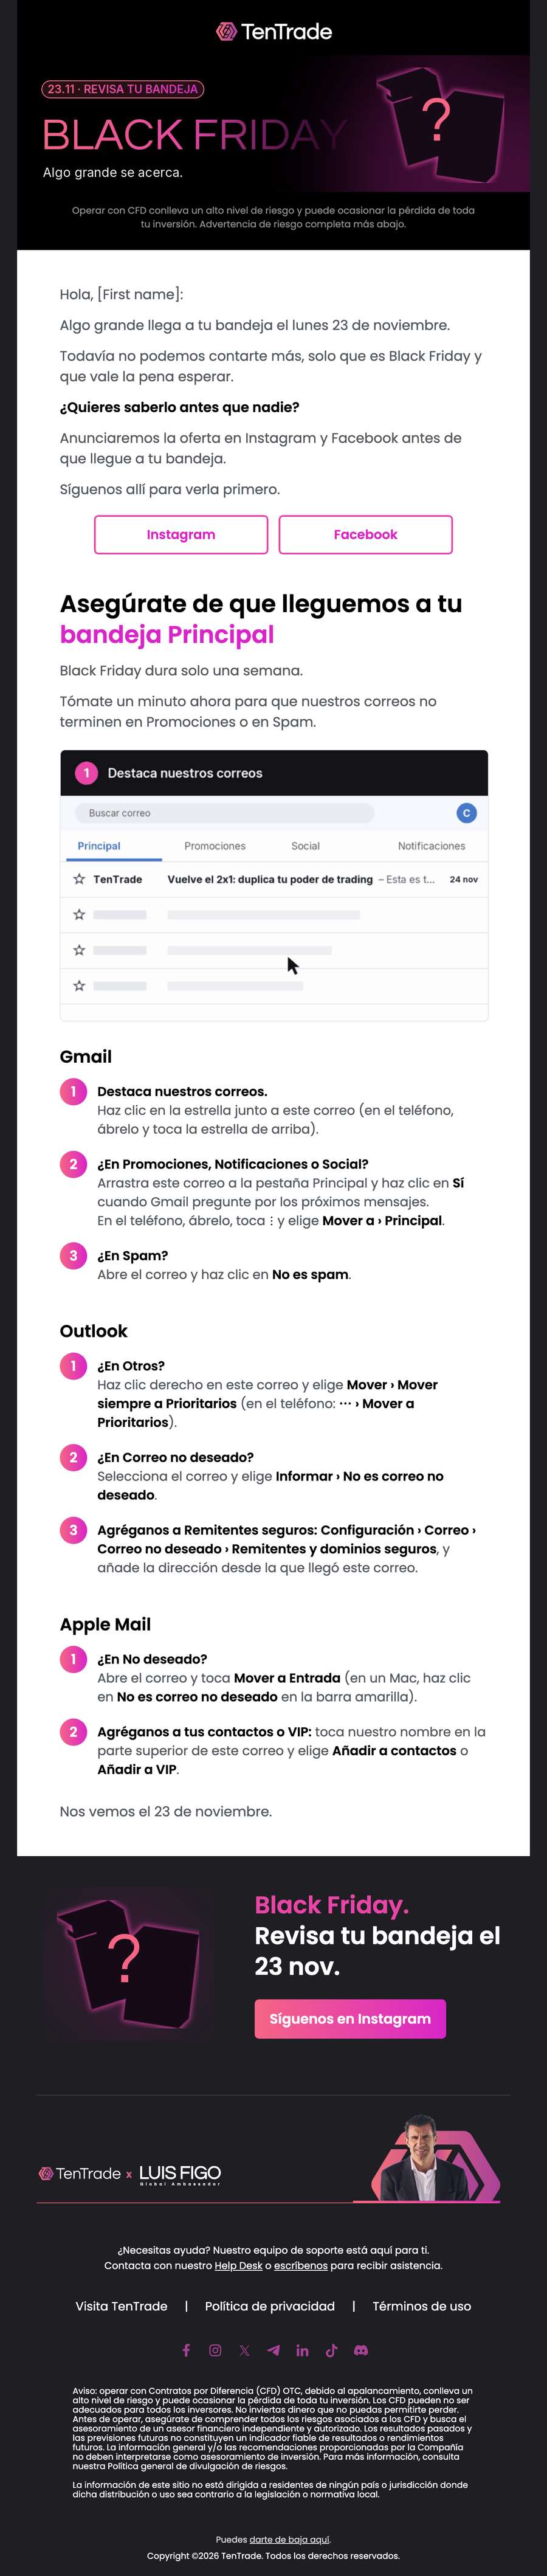 TenTrade
23.11 · REVISA TU BANDEJA
BLACK FRIDAY
?
Algo grande se acerca.
Operar con CFD conlleva un alto nivel de riesgo y puede ocasionar la pérdida de toda
tu inversión. Advertencia de riesgo completa más abajo.
Hola, [First name]:
Algo grande llega a tu bandeja el lunes 23 de noviembre.
Todavía no podemos contarte más, solo que es Black Friday y
que vale la pena esperar.
¿Quieres saberlo antes que nadie?
Anunciaremos la oferta en Instagram y Facebook antes de
que llegue a tu bandeja.
Síguenos allí para verla primero.
Instagram Facebook
Asegúrate de que lleguemos a tu
bandeja Principal
Black Friday dura solo una semana.
Tómate un minuto ahora para que nuestros correos no
terminen en Promociones o en Spam.
1 Destaca nuestros correos
Buscar correo C
Principal Promociones Social Notificaciones
TenTrade Vuelve el 2x1: duplica tu poder de trading – Esta es t... 24 nov
Gmail
1 Destaca nuestros correos.
Haz clic en la estrella junto a este correo (en el teléfono,
ábrelo y toca la estrella de arriba).
2 ¿En Promociones, Notificaciones o Social?
Arrastra este correo a la pestaña Principal y haz clic en Sí
cuando Gmail pregunte por los próximos mensajes.
En el teléfono, ábrelo, toca ⋮ y elige Mover a › Principal.
3 ¿En Spam?
Abre el correo y haz clic en No es spam.
Outlook
1 ¿En Otros?
Haz clic derecho en este correo y elige Mover › Mover
siempre a Prioritarios (en el teléfono: ··· › Mover a
Prioritarios).
2 ¿En Correo no deseado?
Selecciona el correo y elige Informar › No es correo no
deseado.
3 Agréganos a Remitentes seguros: Configuración › Correo ›
Correo no deseado › Remitentes y dominios seguros, y
añade la dirección desde la que llegó este correo.
Apple Mail
1 ¿En No deseado?
Abre el correo y toca Mover a Entrada (en un Mac, haz clic
en No es correo no deseado en la barra amarilla).
2 Agréganos a tus contactos o VIP: toca nuestro nombre en la
parte superior de este correo y elige Añadir a contactos o
Añadir a VIP.
Nos vemos el 23 de noviembre.
?
Black Friday.
Revisa tu bandeja el
23 nov.
Síguenos en Instagram
TenTrade x LUIS FIGO
Global Ambassador
¿Necesitas ayuda? Nuestro equipo de soporte está aquí para ti.
Contacta con nuestro Help Desk o escríbenos para recibir asistencia.
Visita TenTrade | Política de privacidad | Términos de uso
Aviso: operar con Contratos por Diferencia (CFD) OTC, debido al apalancamiento, conlleva un
alto nivel de riesgo y puede ocasionar la pérdida de toda tu inversión. Los CFD pueden no ser
adecuados para todos los inversores. No inviertas dinero que no puedas permitirte perder.
Antes de operar, asegúrate de comprender todos los riesgos asociados a los CFD y busca el
asesoramiento de un asesor financiero independiente y autorizado. Los resultados pasados y
las previsiones futuras no constituyen un indicador fiable de resultados o rendimientos
futuros. La información general y/o las recomendaciones proporcionadas por la Compañía
no deben interpretarse como asesoramiento de inversión. Para más información, consulta
nuestra Política general de divulgación de riesgos.
La información de este sitio no está dirigida a residentes de ningún país o jurisdicción donde
dicha distribución o uso sea contrario a la legislación o normativa local.
Puedes darte de baja aquí.
Copyright ©2026 TenTrade. Todos los derechos reservados.